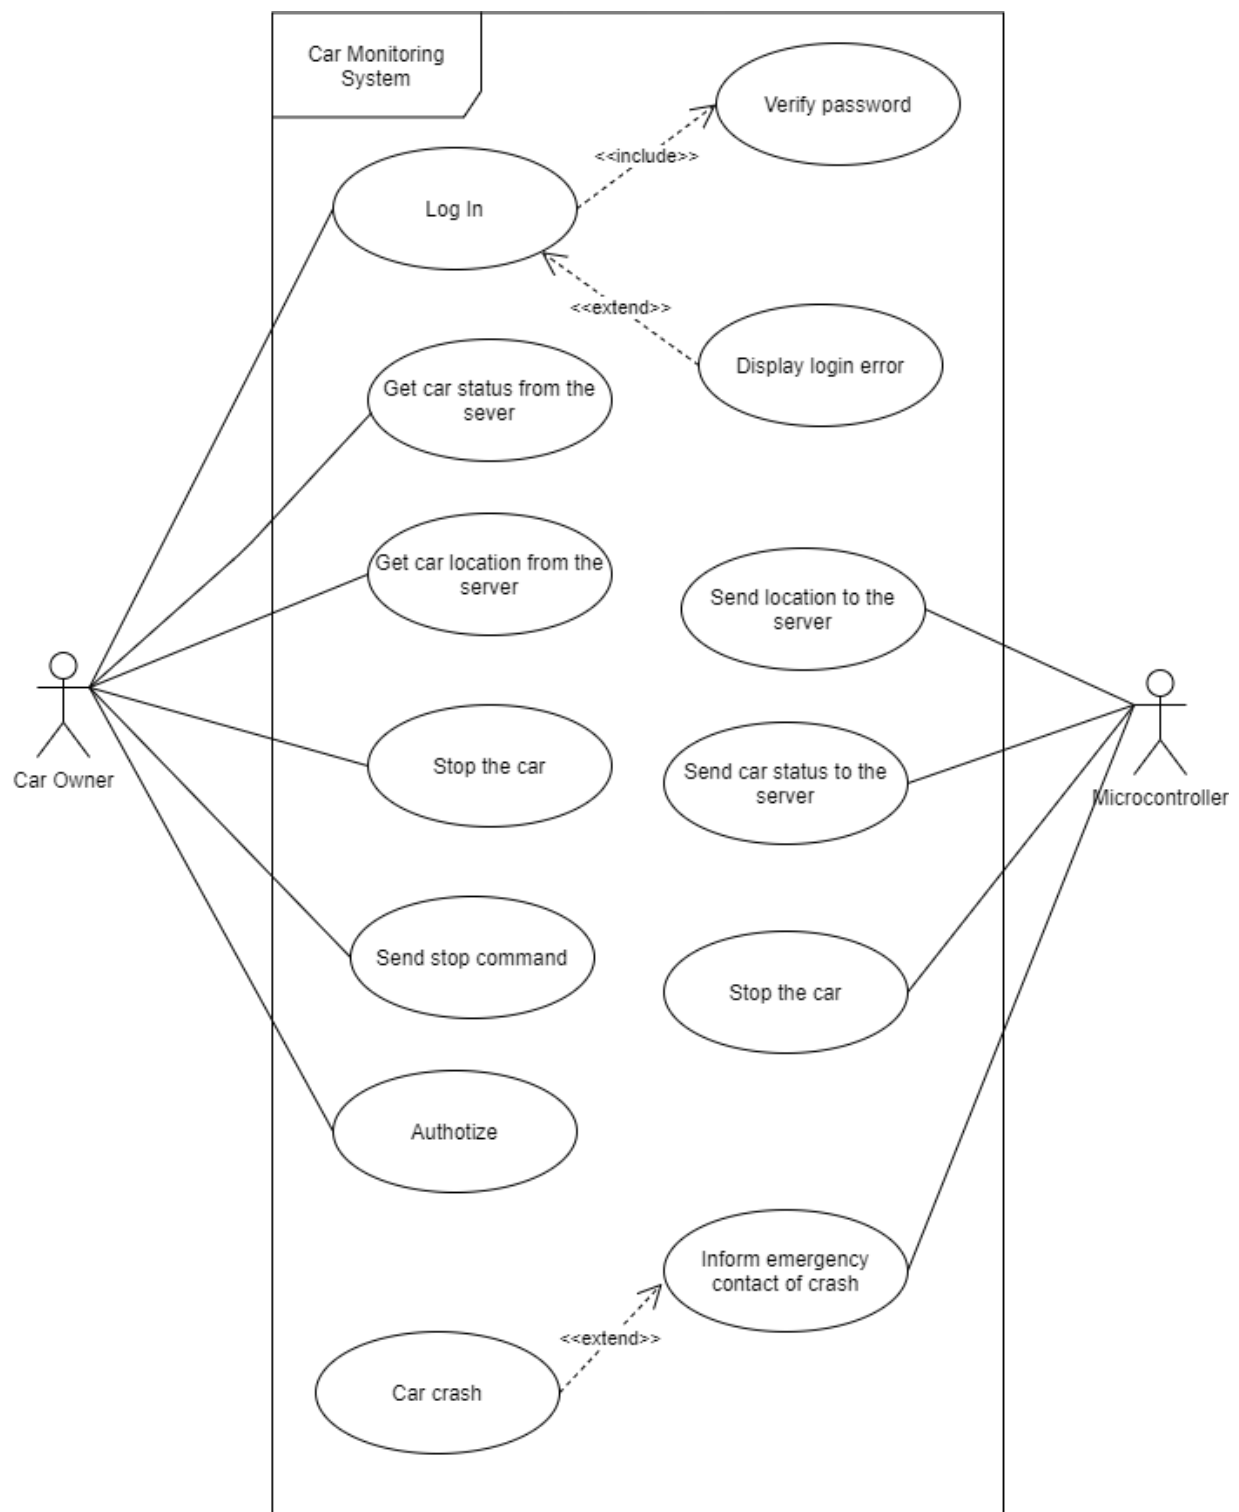 Car Monitoring
System
Verify password
<<include>>
Log In
<<extend>>
Display login error
Get car status from the
sever
Get car location from the
server
Send location to the
server
Car Owner
Stop the car
Send car status to the
server
Microcontroller
Send stop command
Stop the car
Authotize
Inform emergency
contact of crash
<<extend>>
Car crash